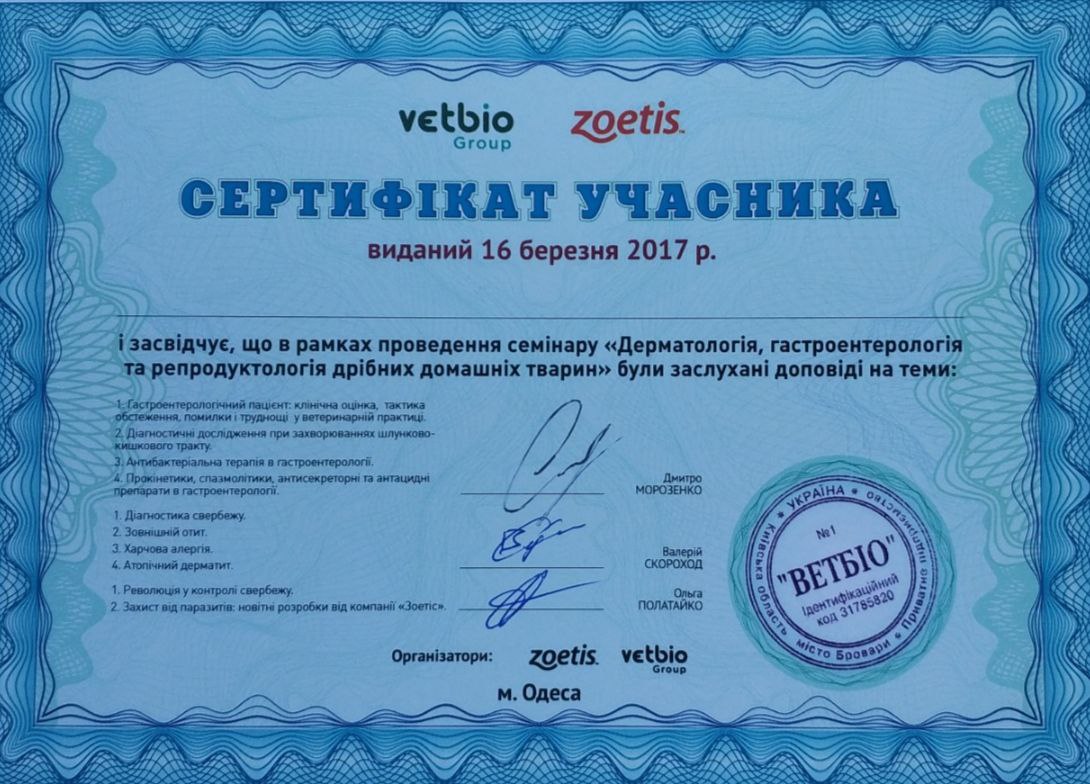 vetbio
Group
zoetis™
СЕРТИФІКАТ УЧАСНИКА
виданий 16 березня 2017 р.
і засвідчує, що в рамках проведення семінару «Дерматологія, гастроентерологія
та репродуктологія дрібних домашніх тварин» були заслухані доповіді на теми:
1. Гастроентерологічний пацієнт: клінічна оцінка, тактика
обстеження, помилки і труднощі у ветеринарній практиці.
2. Діагностичні дослідження при захворюваннях шлунково-
кишкового тракту.
3. Антибактеріальна терапія в гастроентерології.
4. Прокінетики, спазмолітики, антисекреторні та антацидні
препарати в гастроентерології.
Дмитро
МОРОЗЕНКО
1. Діагностика свербежу.
2. Зовнішній отит.
3. Харчова алергія.
4. Атопічний дерматит.
Валерій
СКОРОХОД
1. Революція у контролі свербежу.
2. Захист від паразитів: новітні розробки від компанії «Зоетіс».
Ольга
ПОЛАТАЙКО
УКРАЇНА
Приватне підприємство
Київська область місто Бровари
№1
"ВЕТБІО"
Ідентифікаційний
код 31785820
Організатори: zoetis vetbio
Group
м. Одеса